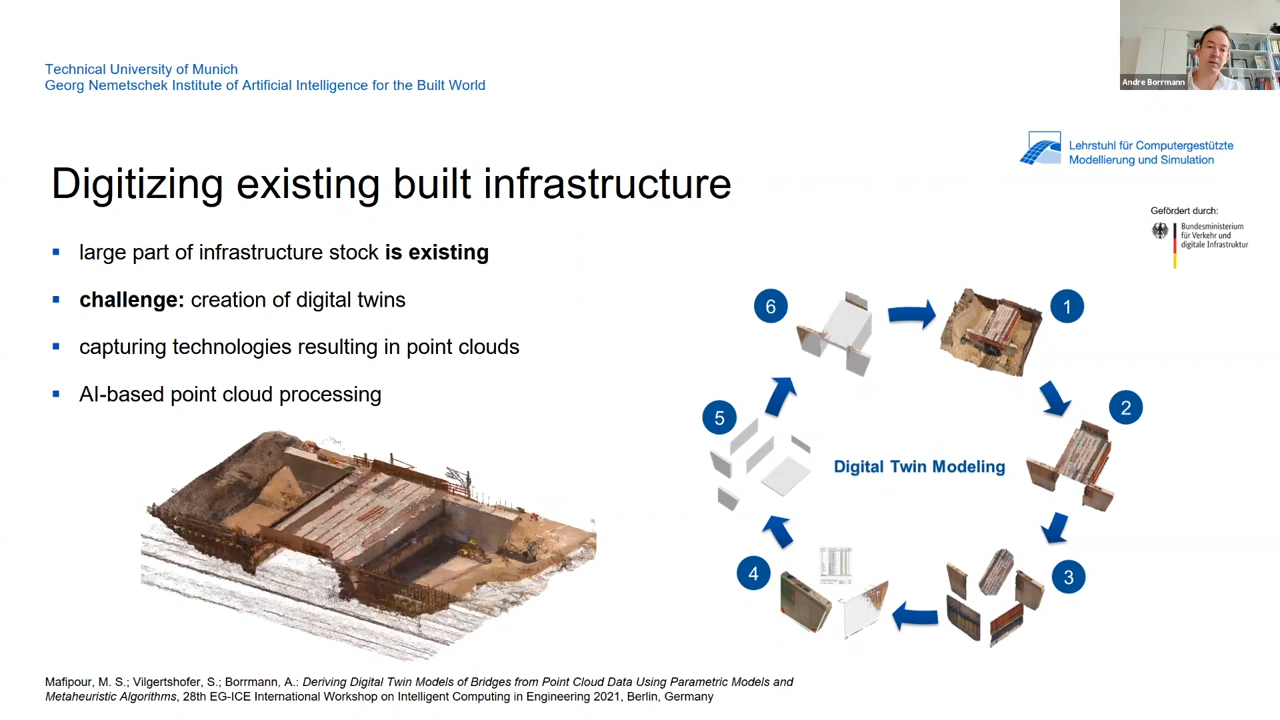 Technical University of Munich
Georg Nemetschek Institute of Artificial Intelligence for the Built World
Andre Borrmann
Lehrstuhl für Computergestützte
Modellierung und Simulation
Digitizing existing built infrastructure
Gefördert durch:
Bundesministerium
für Verkehr und
digitale Infrastruktur
▪ large part of infrastructure stock is existing
▪ challenge: creation of digital twins
▪ capturing technologies resulting in point clouds
▪ AI-based point cloud processing
6
1
5
2
Digital Twin Modeling
4
3
Mafipour, M. S.; Vilgertshofer, S.; Borrmann, A.: Deriving Digital Twin Models of Bridges from Point Cloud Data Using Parametric Models and
Metaheuristic Algorithms, 28th EG-ICE International Workshop on Intelligent Computing in Engineering 2021, Berlin, Germany